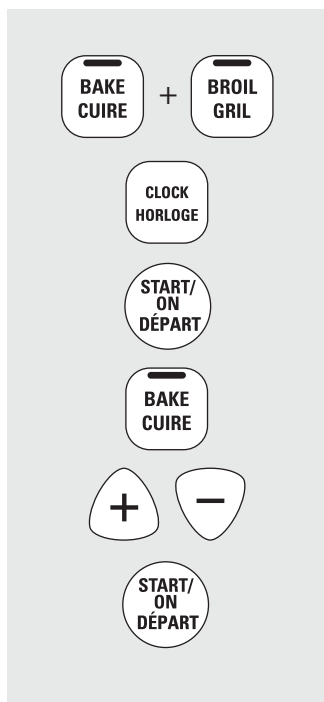 BAKE
CUIRE
+
BROIL
GRIL
CLOCK
HORLOGE
START/
ON
DÉPART
BAKE
CUIRE
+ −
START/
ON
DÉPART